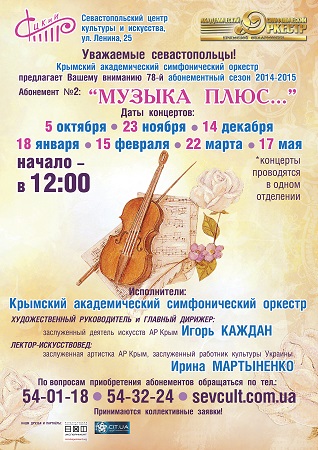 Севастопольский центр
культуры и искусства,
ул. Ленина, 25
ОРКЕСТР
Уважаемые севастопольцы!
Крымский академический симфонический оркестр
предлагает Вашему вниманию 78-й абонементный сезон 2014-2015
Абонемент №2: "МУЗЫКА ПЛЮС..."
Даты концертов:
5 октября • 23 ноября • 14 декабря
18 января • 15 февраля • 22 марта • 17 мая
начало –
в 12:00
*концерты
проводятся
в одном
отделении
Исполнители:
Крымский академический симфонический оркестр
ХУДОЖЕСТВЕННЫЙ РУКОВОДИТЕЛЬ и ГЛАВНЫЙ ДИРИЖЕР:
заслуженный деятель искусств АР Крым Игорь КАЖДАН
ЛЕКТОР-ИСКУССТВОВЕД:
заслуженная артистка АР Крым, заслуженный работник культуры Украины
Ирина МАРТЫНЕНКО
По вопросам приобретения абонементов обращаться по тел.:
54-01-18 • 54-32-24 • sevcult.com.ua
Принимаются коллективные заявки!
НАШИ ДРУЗЬЯ И ПАРТНЕРЫ: